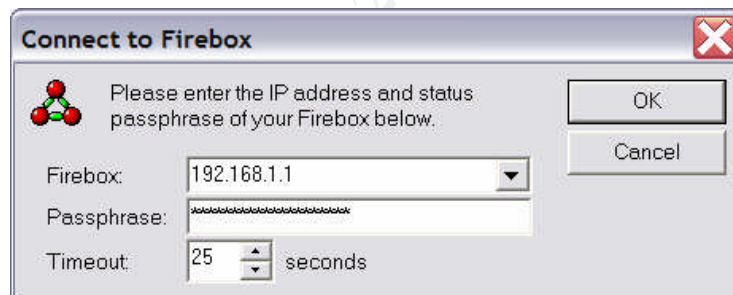 Connect to Firebox
Please enter the IP address and status
passphrase of your Firebox below.
OK
Cancel
Firebox:
192.168.1.1
Passphrase:
Timeout:
25
seconds